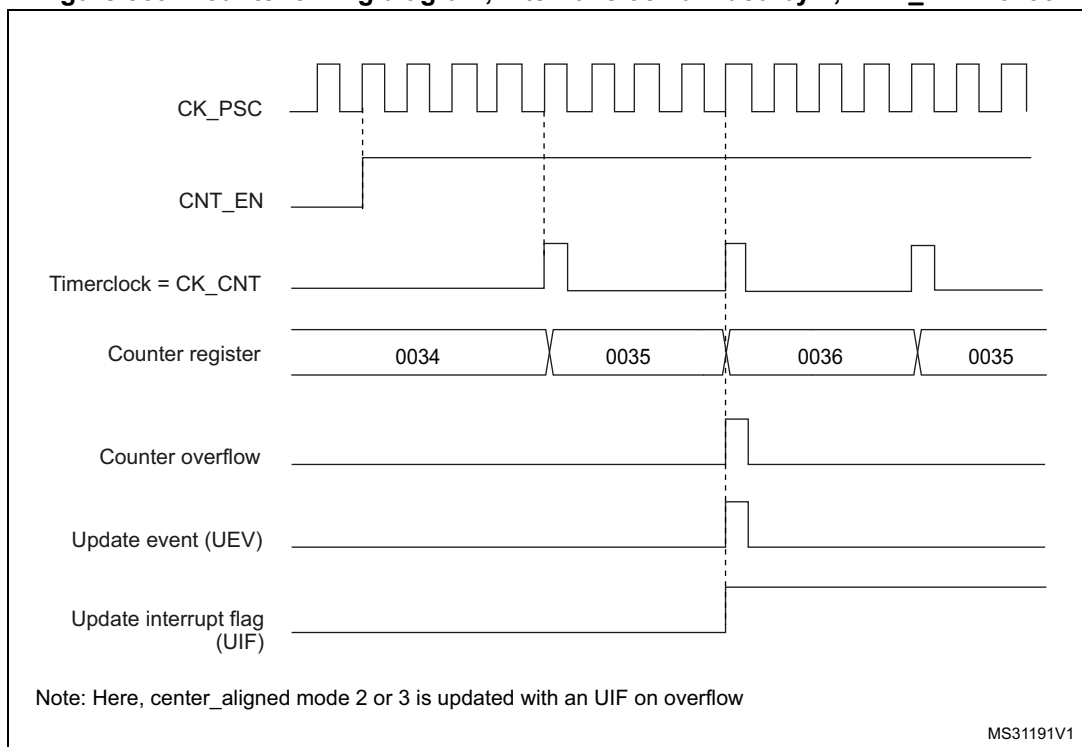 CK_PSC
CNT_EN
Timerclock = CK_CNT
Counter register 0034 0035 0036 0035
Counter overflow
Update event (UEV)
Update interrupt flag
(UIF)
Note: Here, center_aligned mode 2 or 3 is updated with an UIF on overflow
MS31191V1